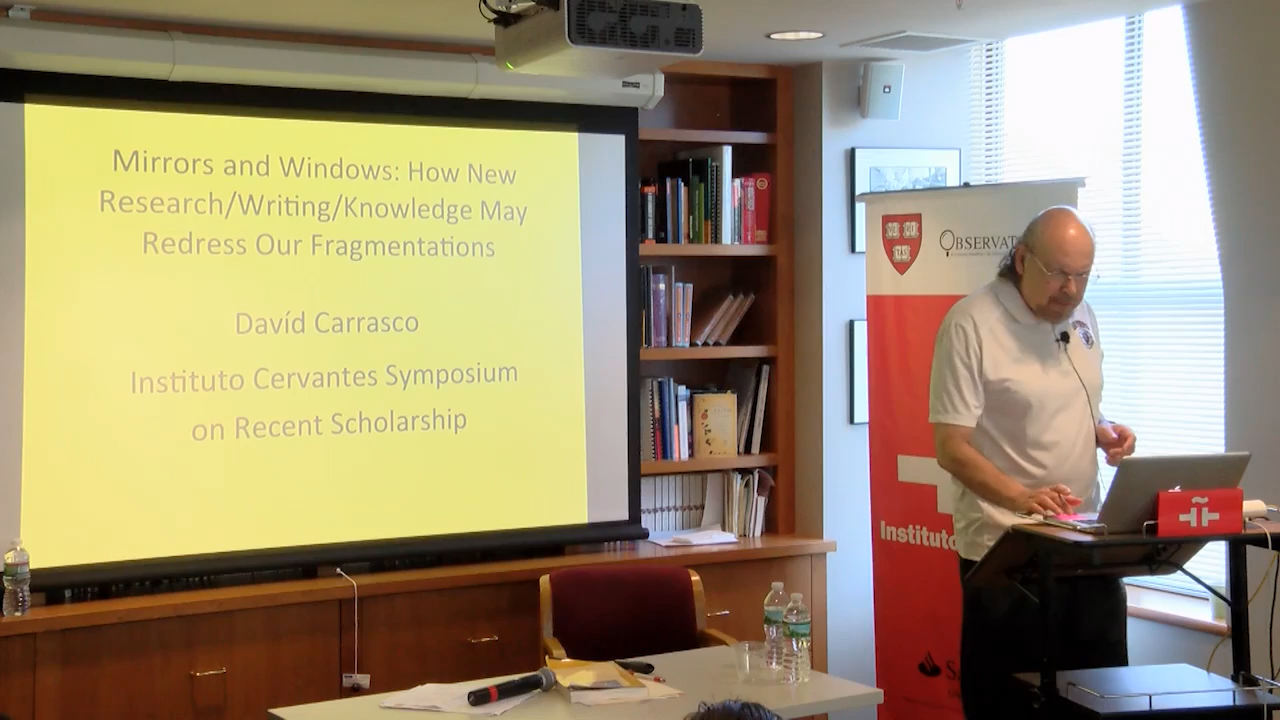 Mirrors and Windows: How New
Research/Writing/Knowledge May
Redress Our Fragmentations
Davíd Carrasco
Instituto Cervantes Symposium
on Recent Scholarship
OBSERVAT
Instituto